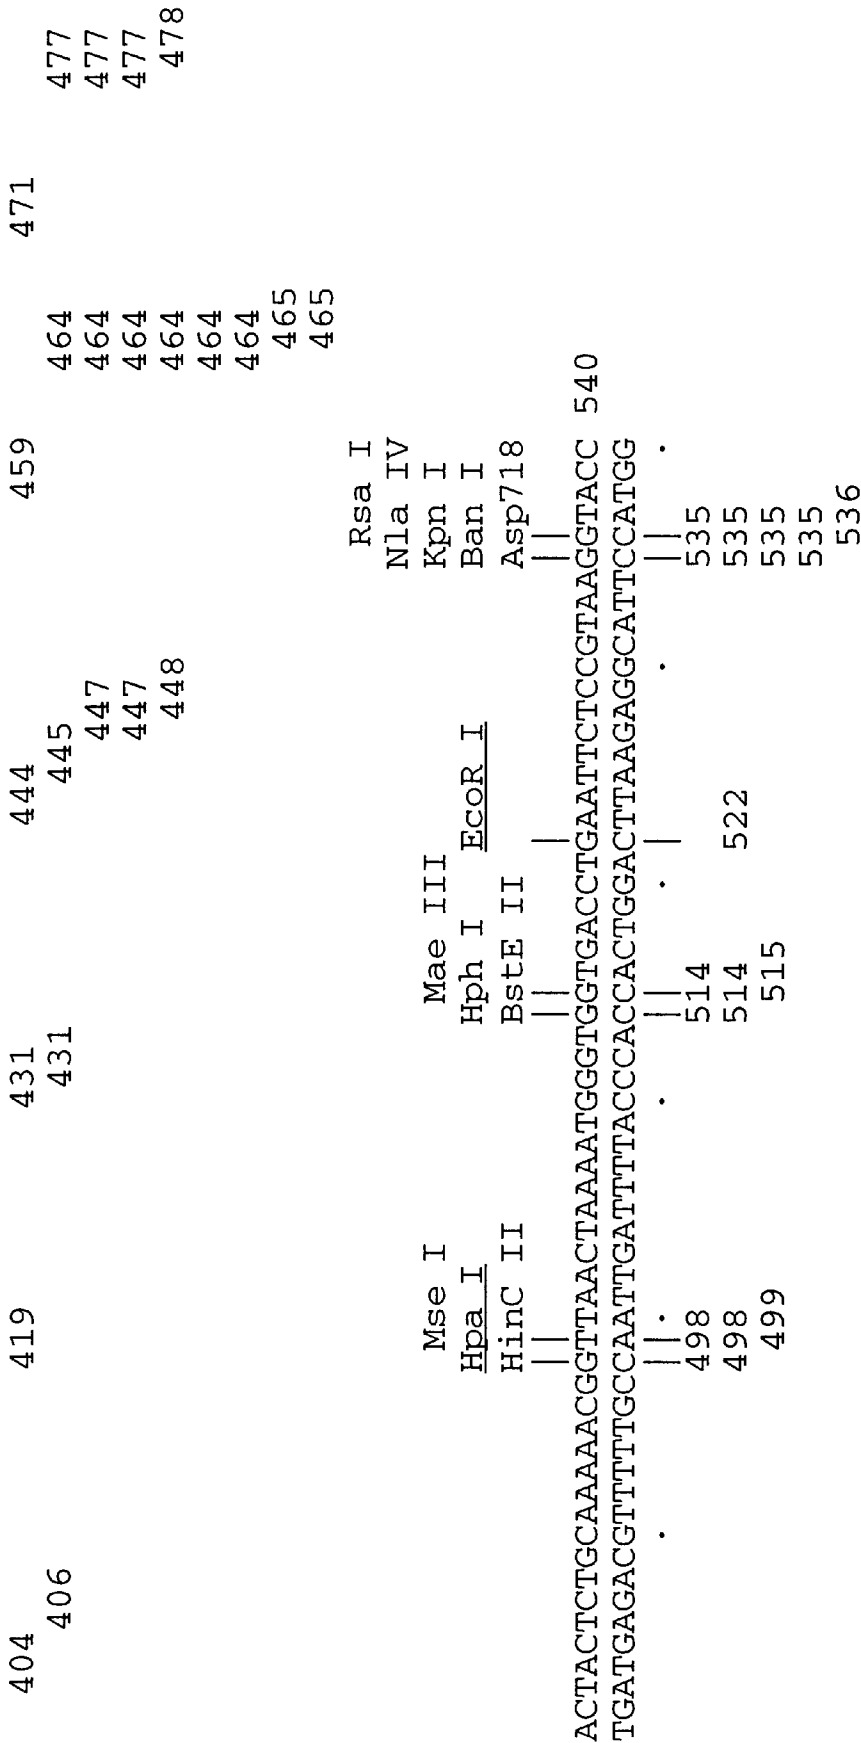 404 419 431 444 459 471
406 431 445 464 477
447 464 477
447 464 477
448 464 478
464
464
465
465
Rsa I
Nla IV
Mse I Mae III Kpn I
Hpa I Hph I EcoR I Ban I
HinC II BstE II Asp718
ACTACTCTGCAAAAACGGTTAACTAAAATGGGTGGTGACCTGAATTCTCCGTAAGGTACC 540
TGATGAGACGTTTTTGCCAATTGATTTTACCCACCACTGGACTTAAGAGGCATTCCATGG
498 514 535
498 514 522 535
499 515 535
535
536